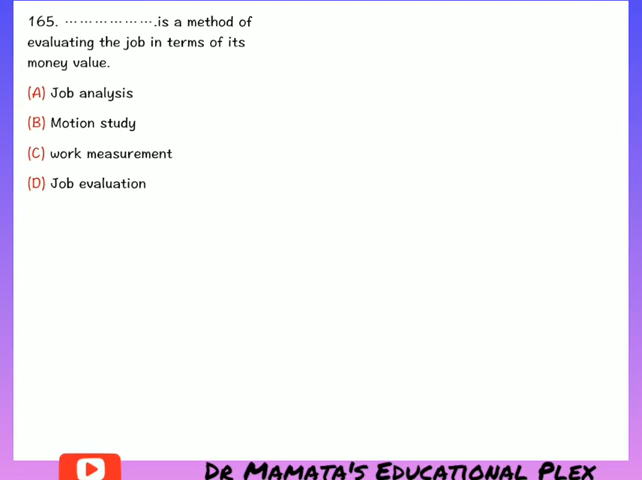 165. ………………….is a method of
evaluating the job in terms of its
money value.
(A) Job analysis
(B) Motion study
(C) work measurement
(D) Job evaluation
DR MAMATA'S EDUCATIONAL PLEX